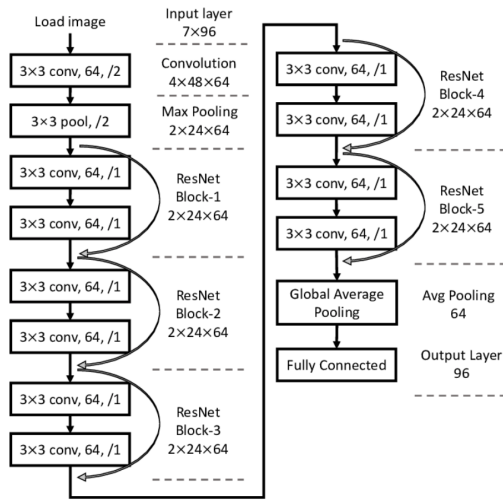 Load image
Input layer
7×96
3×3 conv, 64, /2
Convolution
4×48×64
3×3 pool, /2
Max Pooling
2×24×64
3×3 conv, 64, /1
3×3 conv, 64, /1
ResNet
Block-1
2×24×64
3×3 conv, 64, /1
3×3 conv, 64, /1
ResNet
Block-2
2×24×64
3×3 conv, 64, /1
3×3 conv, 64, /1
ResNet
Block-3
2×24×64
3×3 conv, 64, /1
3×3 conv, 64, /1
ResNet
Block-4
2×24×64
3×3 conv, 64, /1
3×3 conv, 64, /1
ResNet
Block-5
2×24×64
Global Average
Pooling
Avg Pooling
64
Fully Connected
Output Layer
96